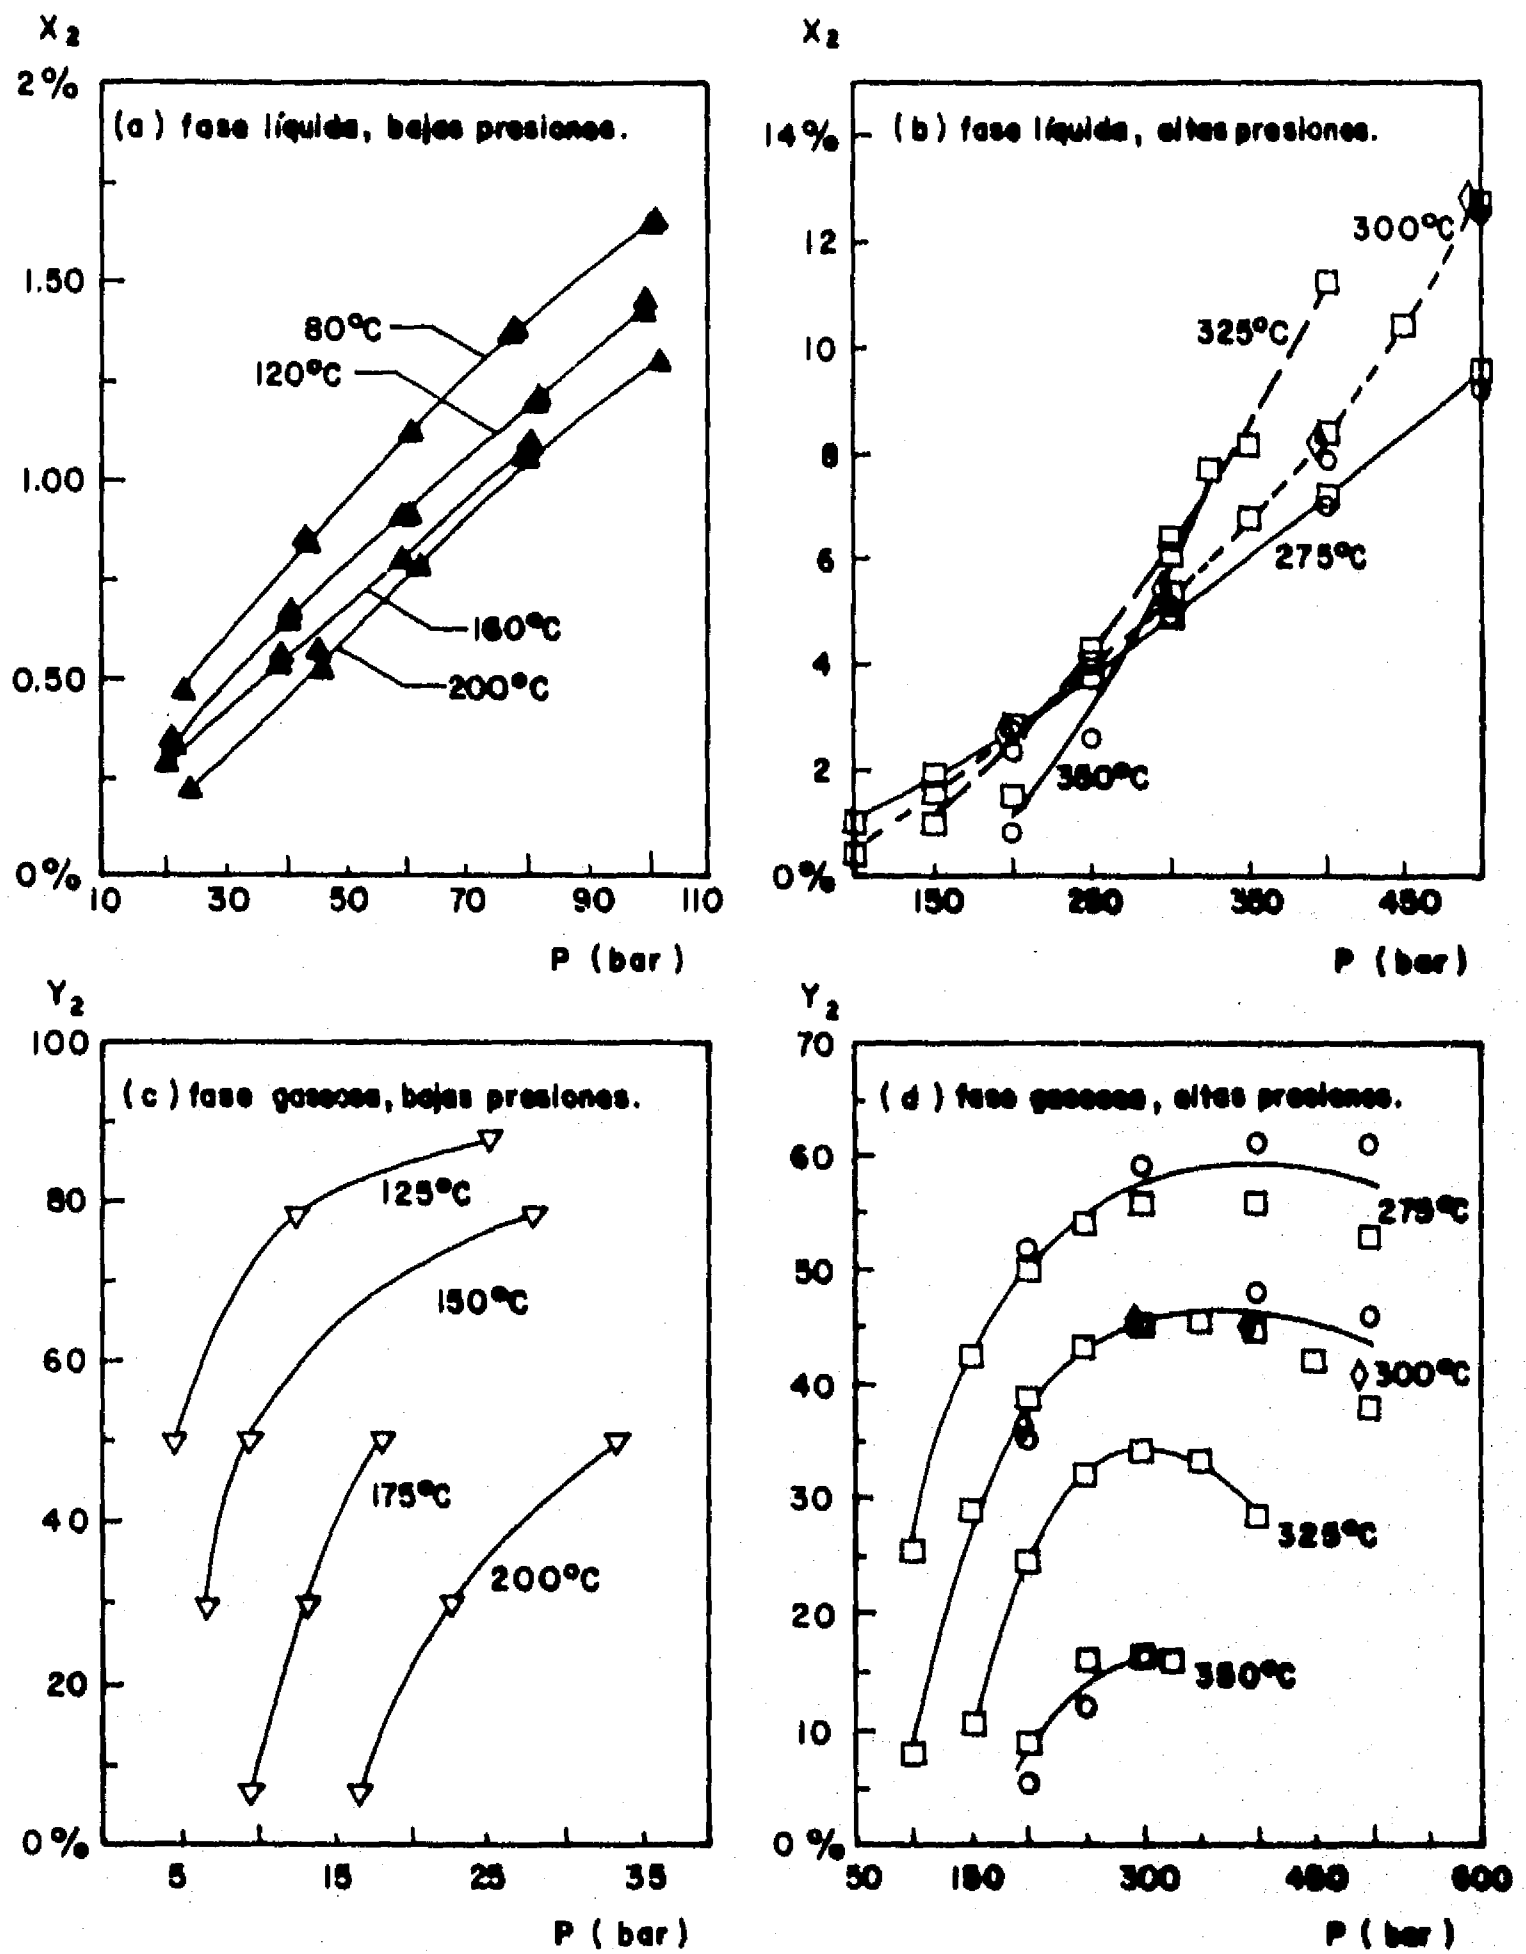 X₂
2%
(a) fase líquida, bajas presiones.
1.50
80°C
120°C
1.00
160°C
0.50
200°C
0%
10 30 50 70 90 110
P (bar)
X₂
14%
(b) fase líquida, altas presiones.
12
300°C
325°C
10
8
275°C
6
4
2
350°C
0%
150 250 350 450
P (bar)
Y₂
100
(c) fase gaseosa, bajas presiones.
125°C
80
150°C
60
175°C
40
200°C
20
0%
5 15 25 35
P (bar)
Y₂
70
(d) fase gaseosa, altas presiones.
60
275°C
50
40
300°C
30
325°C
20
350°C
10
0%
50 150 300 450 600
P (bar)